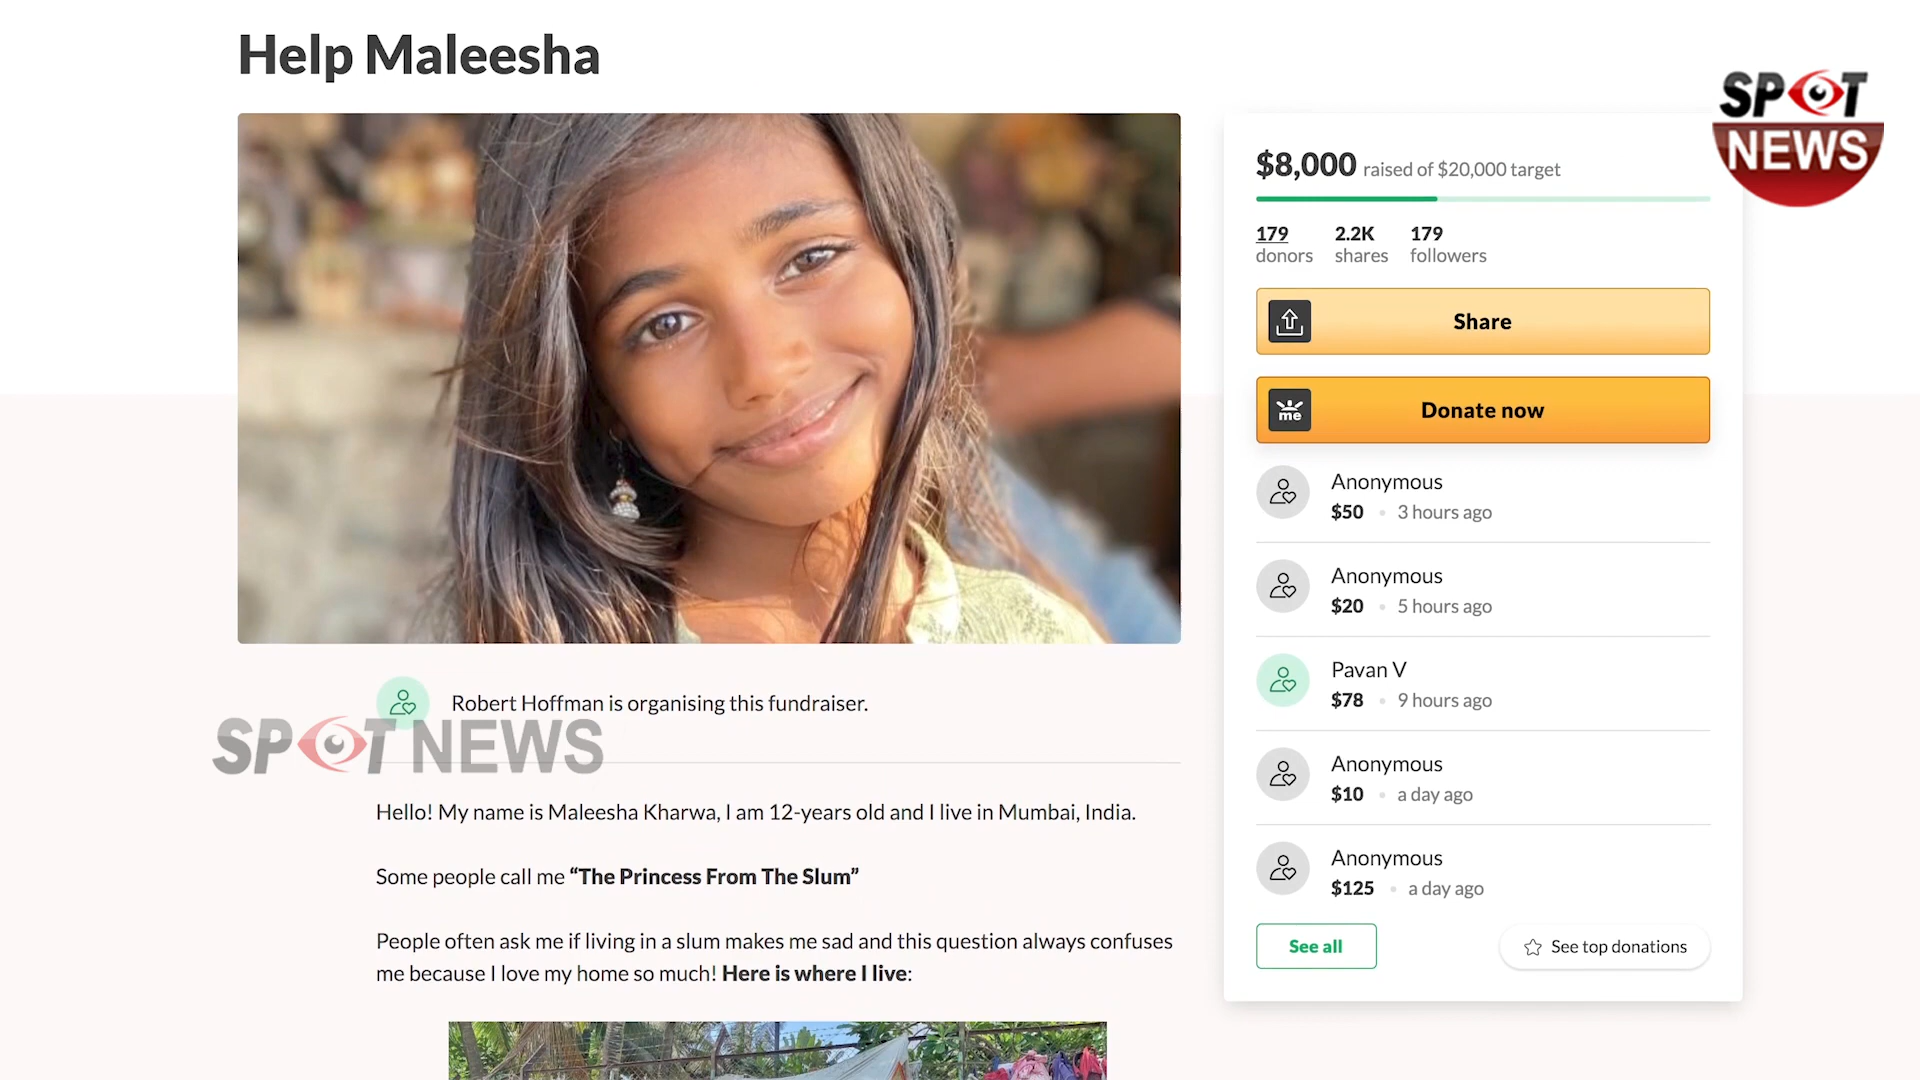 Help Maleesha
SPOT
NEWS
$8,000 raised of $20,000 target
179 2.2K 179
donors shares followers
Share
me
Donate now
Anonymous
$50 • 3 hours ago
Anonymous
$20 • 5 hours ago
Pavan V
$78 • 9 hours ago
Anonymous
$10 • a day ago
Anonymous
$125 • a day ago
See all
See top donations
Robert Hoffman is organising this fundraiser.
SPOT NEWS
Hello! My name is Maleesha Kharwa, I am 12-years old and I live in Mumbai, India.
Some people call me “The Princess From The Slum”
People often ask me if living in a slum makes me sad and this question always confuses
me because I love my home so much! Here is where I live: